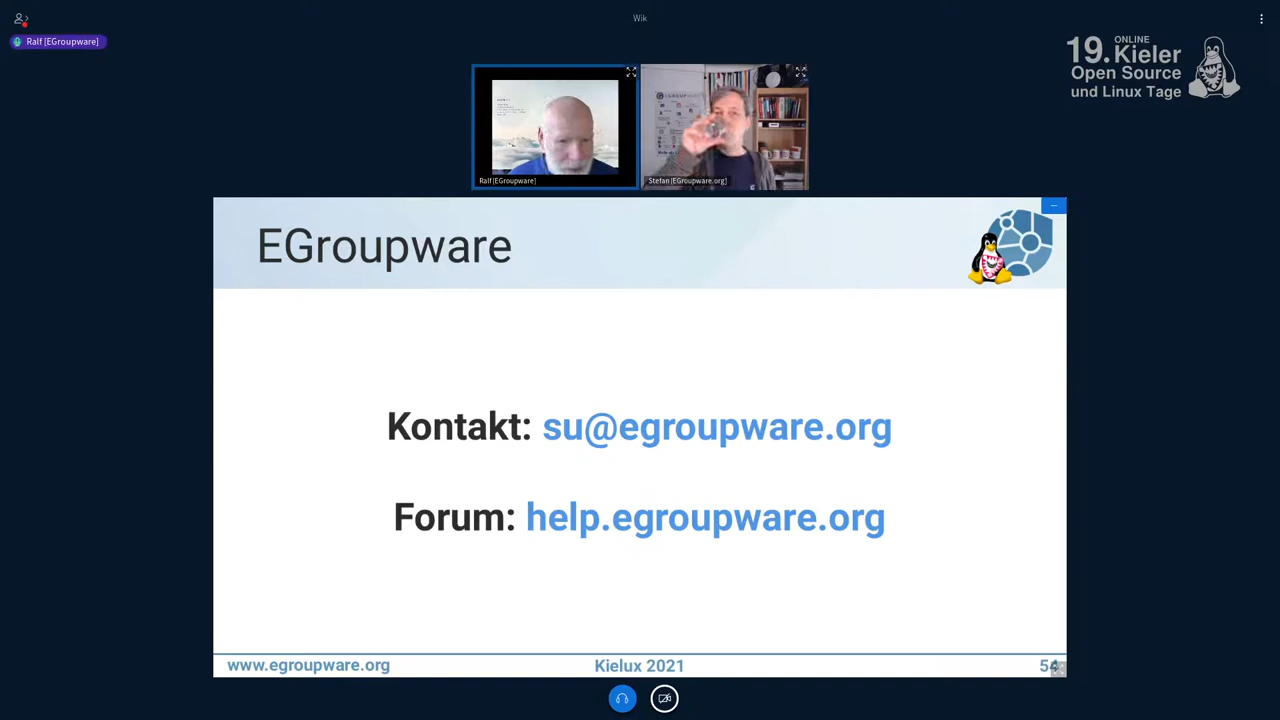 Wik
Ralf [EGroupware]
ONLINE
19. Kieler
Open Source
und Linux Tage
EGROUPWARE
Ralf [EGroupware]
Stefan [EGroupware.org]
EGroupware
Kontakt: su@egroupware.org
Forum: help.egroupware.org
www.egroupware.org
Kielux 2021
54